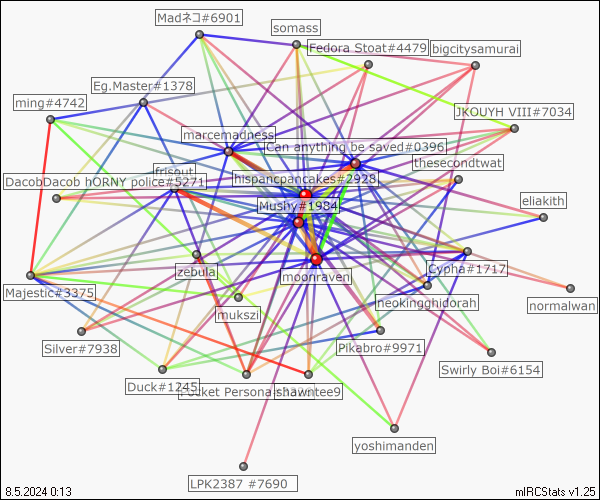 Madネコ#6901
somass
Fedora Stoat#4479
bigcitysamurai
Eg.Master#1378
ming#4742
JKOUYH VIII#7034
marcemadness
Can anything be saved#0396
thesecondtwat
frisout
DacobDacob hORNY police#5271
hispancpancakes#2928
Mushy#1984
eliakith
zebula
moonraven
Cypha#1717
Majestic#3375
mukszi
neokingghidorah
normalwan
Silver#7938
Pikabro#9971
Swirly Boi#6154
Duck#1245
Pocket Persona
shawntee9
yoshimanden
LPK2387 #7690
8.5.2024 0:13
mIRCStats v1.25